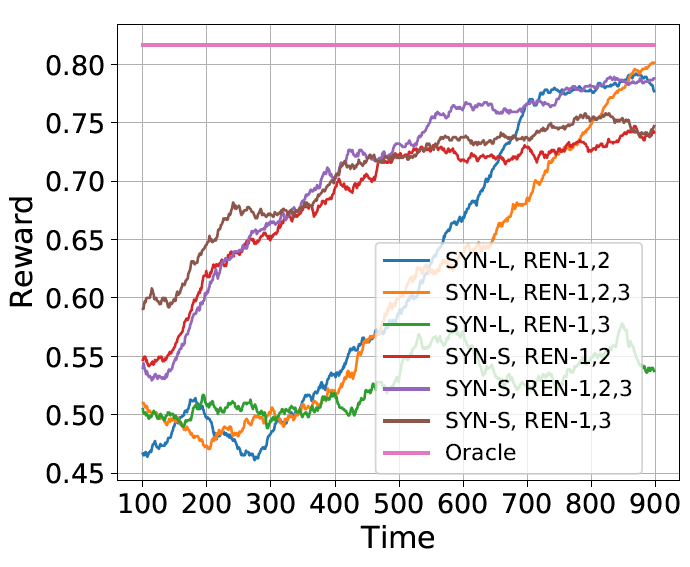 0.80
0.75
0.70
0.65
0.60
0.55
0.50
0.45
Reward
SYN-L, REN-1,2
SYN-L, REN-1,2,3
SYN-L, REN-1,3
SYN-S, REN-1,2
SYN-S, REN-1,2,3
SYN-S, REN-1,3
Oracle
100 200 300 400 500 600 700 800 900
Time